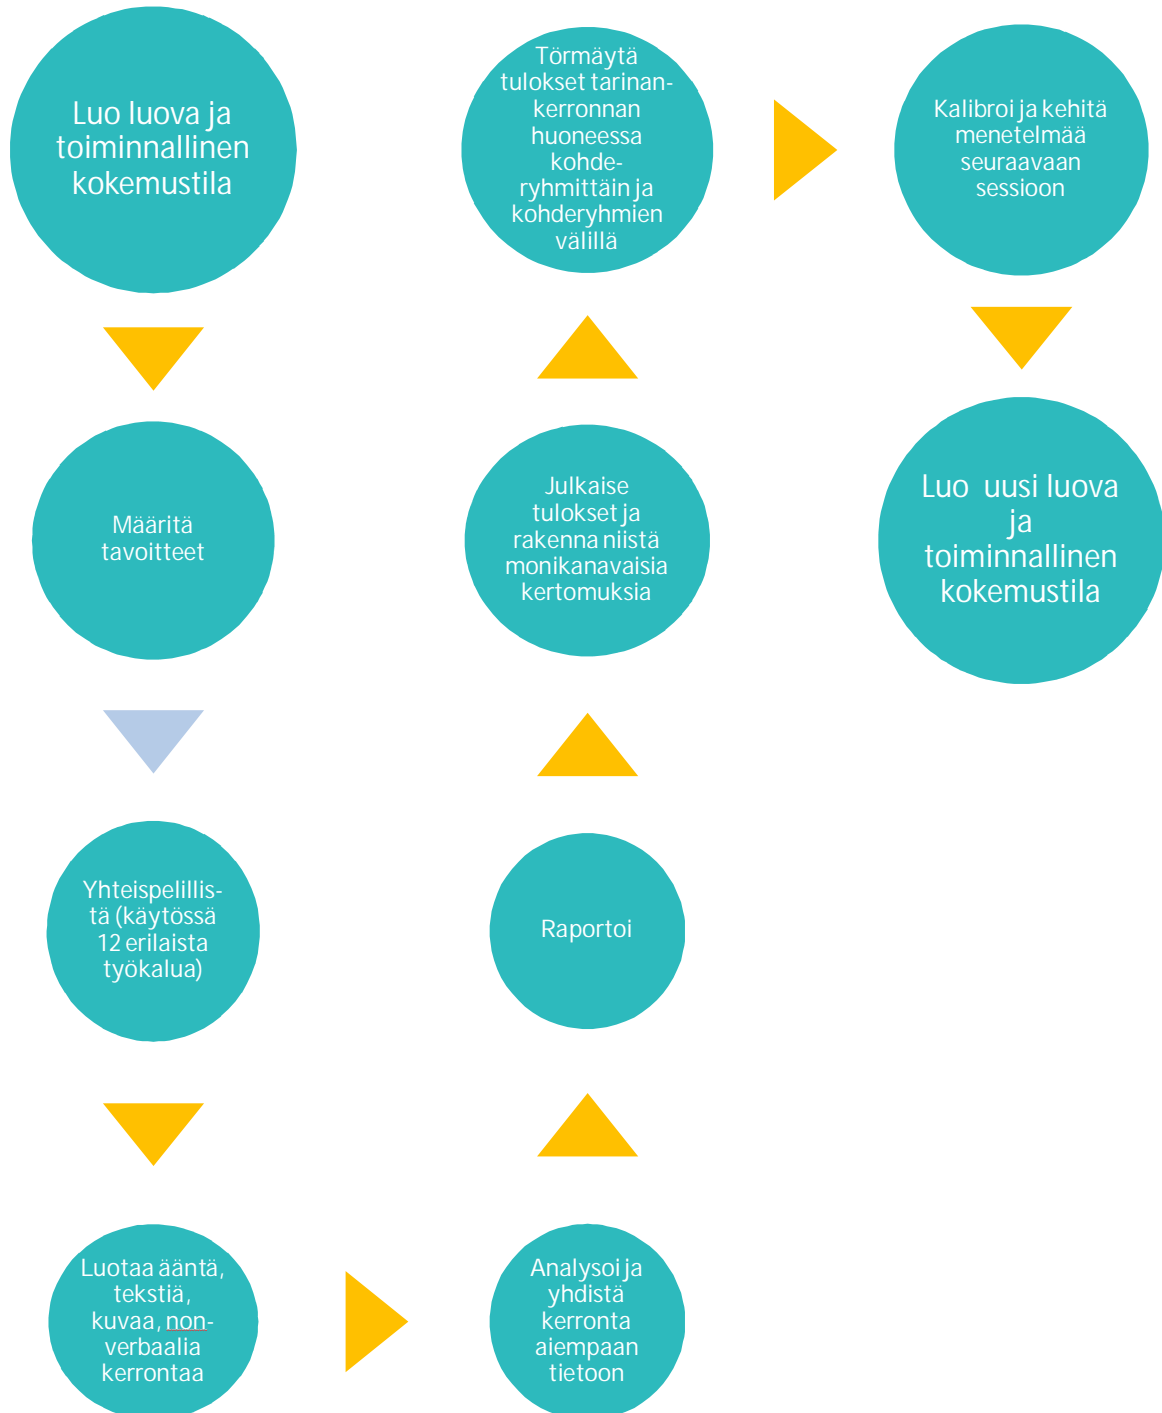 Luo luova ja
toiminnallinen
kokemustila
Määritä
tavoitteet
Yhteispelillis-
tä (käytössä
12 erilaista
työkalua)
Luotaa ääntä,
tekstiä,
kuvaa, non-
verbaalia
kerrontaa
Analysoi ja
yhdistä
kerronta
aiempaan
tietoon
Raportoi
Julkaise
tulokset ja
rakenna niistä
monikanavaisia
kertomuksia
Törmäytä
tulokset tarinan-
kerronnan
huoneessa
kohde-
ryhmittäin ja
kohderyhmien
välillä
Kalibroi ja kehitä
menetelmää
seuraavaan
sessioon
Luo uusi luova
ja
toiminnallinen
kokemustila